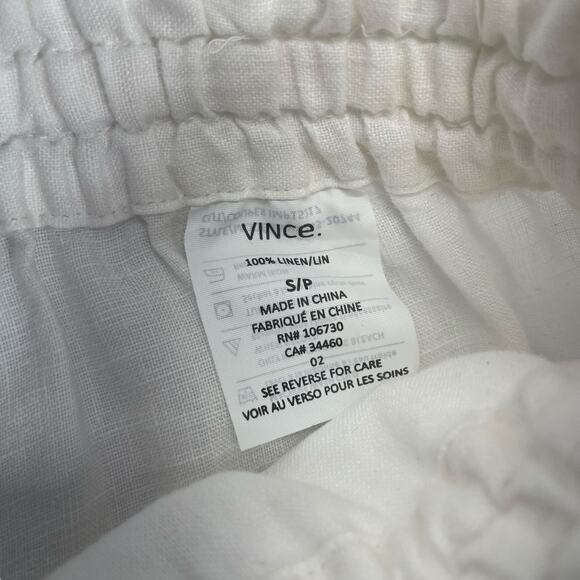 VINCe.
100% LINEN/LIN
S/P
MADE IN CHINA
FABRIQUÉ EN CHINE
RN# 106730
CA# 34460
02
SEE REVERSE FOR CARE
VOIR AU VERSO POUR LES SOINS